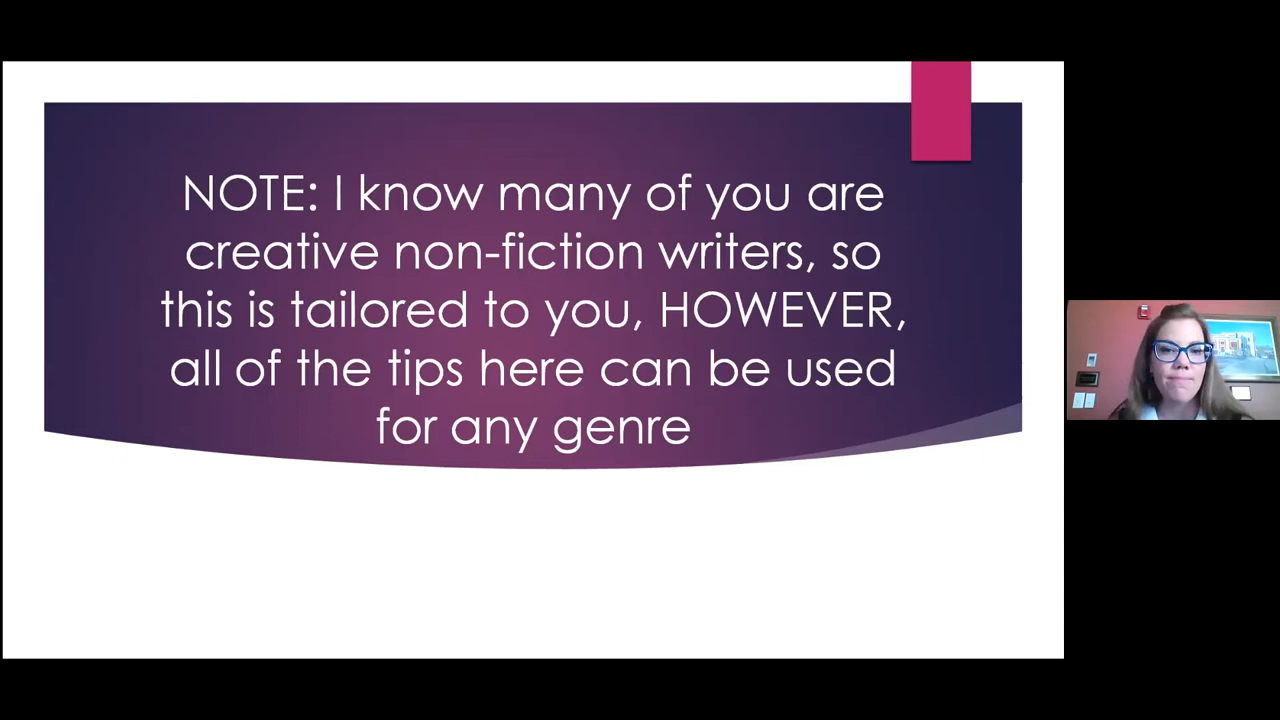 NOTE: I know many of you are
creative non-fiction writers, so
this is tailored to you, HOWEVER,
all of the tips here can be used
for any genre